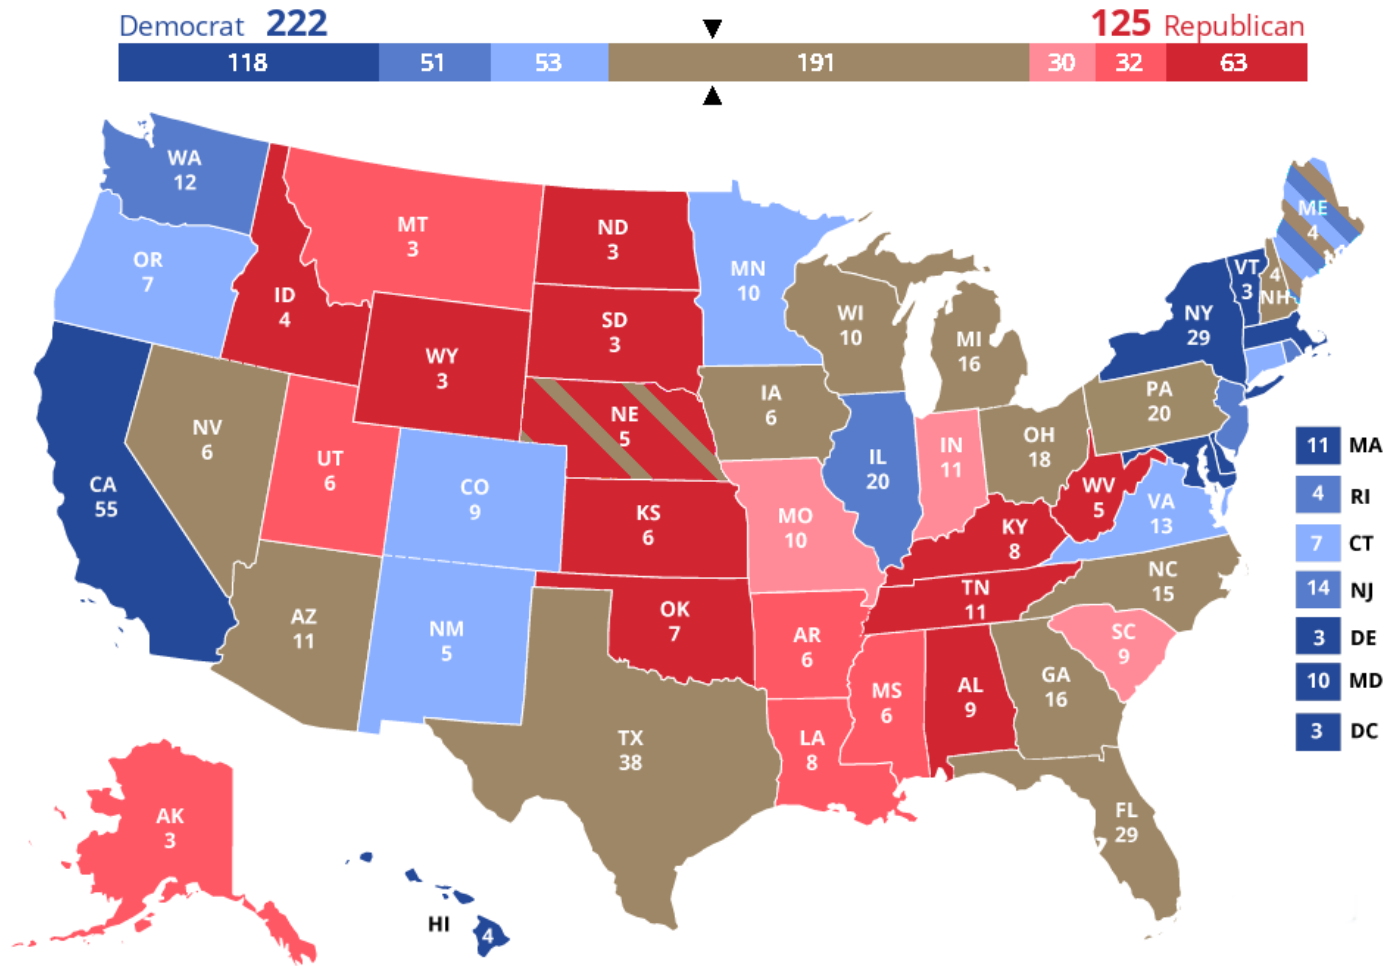 Democrat 222
125 Republican
118 51 53 191 30 32 63
WA
12
OR
7
CA
55
NV
6
ID
4
MT
3
WY
3
UT
6
AZ
11
CO
9
NM
5
ND
3
SD
3
NE
5
KS
6
OK
7
TX
38
MN
10
IA
6
MO
10
AR
6
LA
8
WI
10
IL
20
MI
16
IN
11
OH
18
KY
8
TN
11
MS
6
AL
9
GA
16
FL
29
SC
9
NC
15
VA
13
WV
5
PA
20
NY
29
VT
3
4
NH
ME
4
11 MA
4 RI
7 CT
14 NJ
3 DE
10 MD
3 DC
AK
3
HI
4